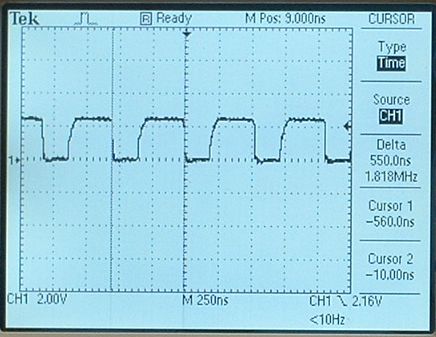 Tek R Ready M Pos: 9.000ns CURSOR
Type
Time
Source
CH1
Delta
550.0ns
1.818MHz
Cursor 1
-560.0ns
Cursor 2
-10.00ns
1
CH1 2.00V M 250ns CH1 2.16V
<10Hz